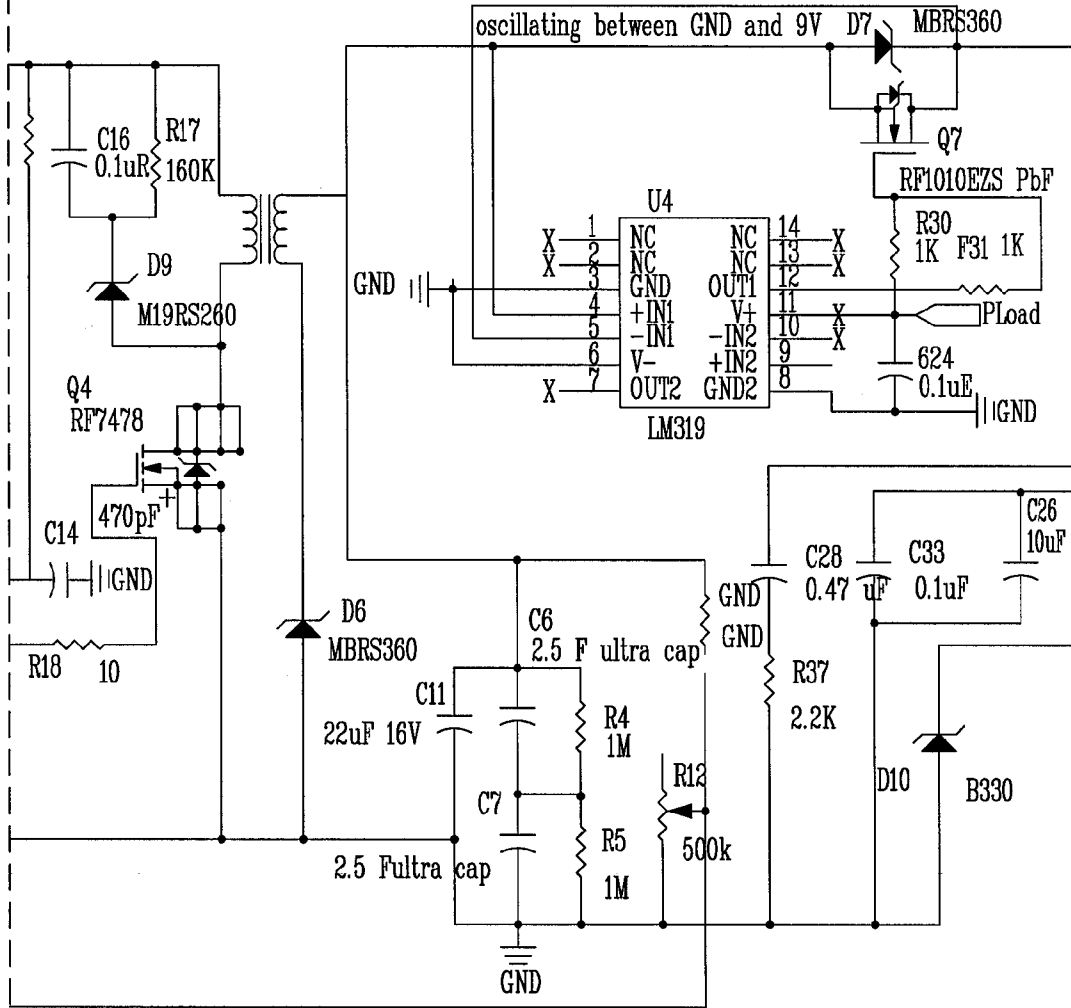 oscillating between GND and 9V
D7
MBRS360
C16
0.1uR
R17
160K
Q7
RF1010EZS PbF
U4
R30
1K
F31 1K
X 1 NC
NC 14 X
X 2 NC
NC 13 X
GND
3 GND
OUT1 12
4 +IN1
V+ 11 X
PLoad
5 -IN1
-IN2 10 X
6 V-
+IN2 9
X 7 OUT2
GND2 8
LM319
624
0.1uE
GND
D9
M19RS260
Q4
RF7478
470pF
+
C14
GND
R18
10
D6
MBRS360
C6
2.5 F ultra cap
C11
22uF 16V
R4
1M
C7
2.5 Fultra cap
R5
1M
GND
GND
GND
R12
500k
C28
0.47 uF
R37
2.2K
C33
0.1uF
C26
10uF
D10
B330